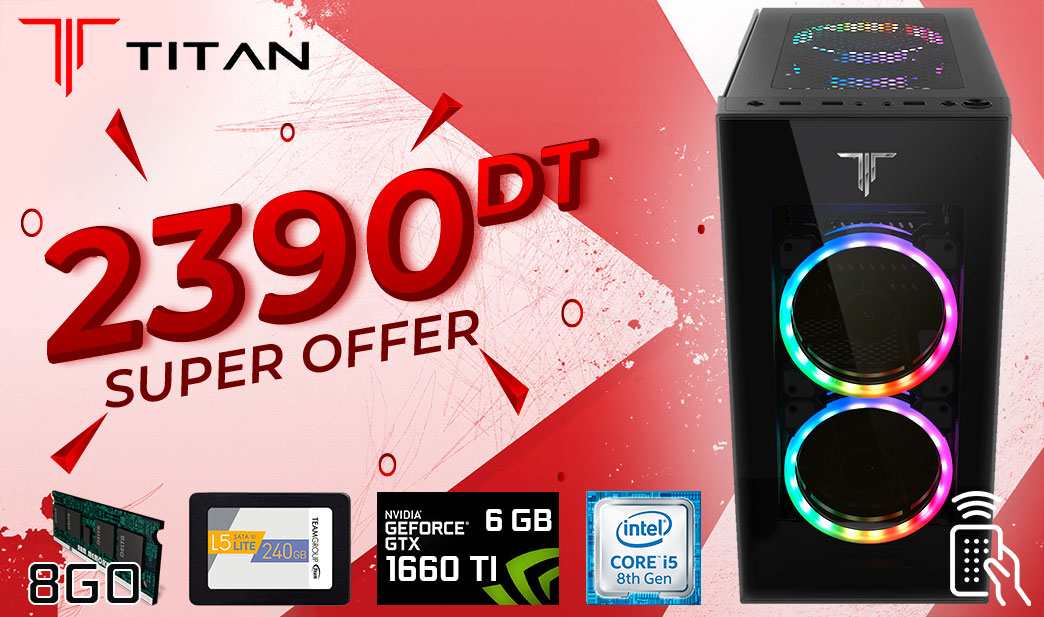 TITAN
2390DT
SUPER OFFER
8GO
L5
SATA III
LITE
240GB
TEAMGROUP
NVIDIA
GEFORCE
GTX
1660 TI
6 GB
intel
CORE i5
8th Gen